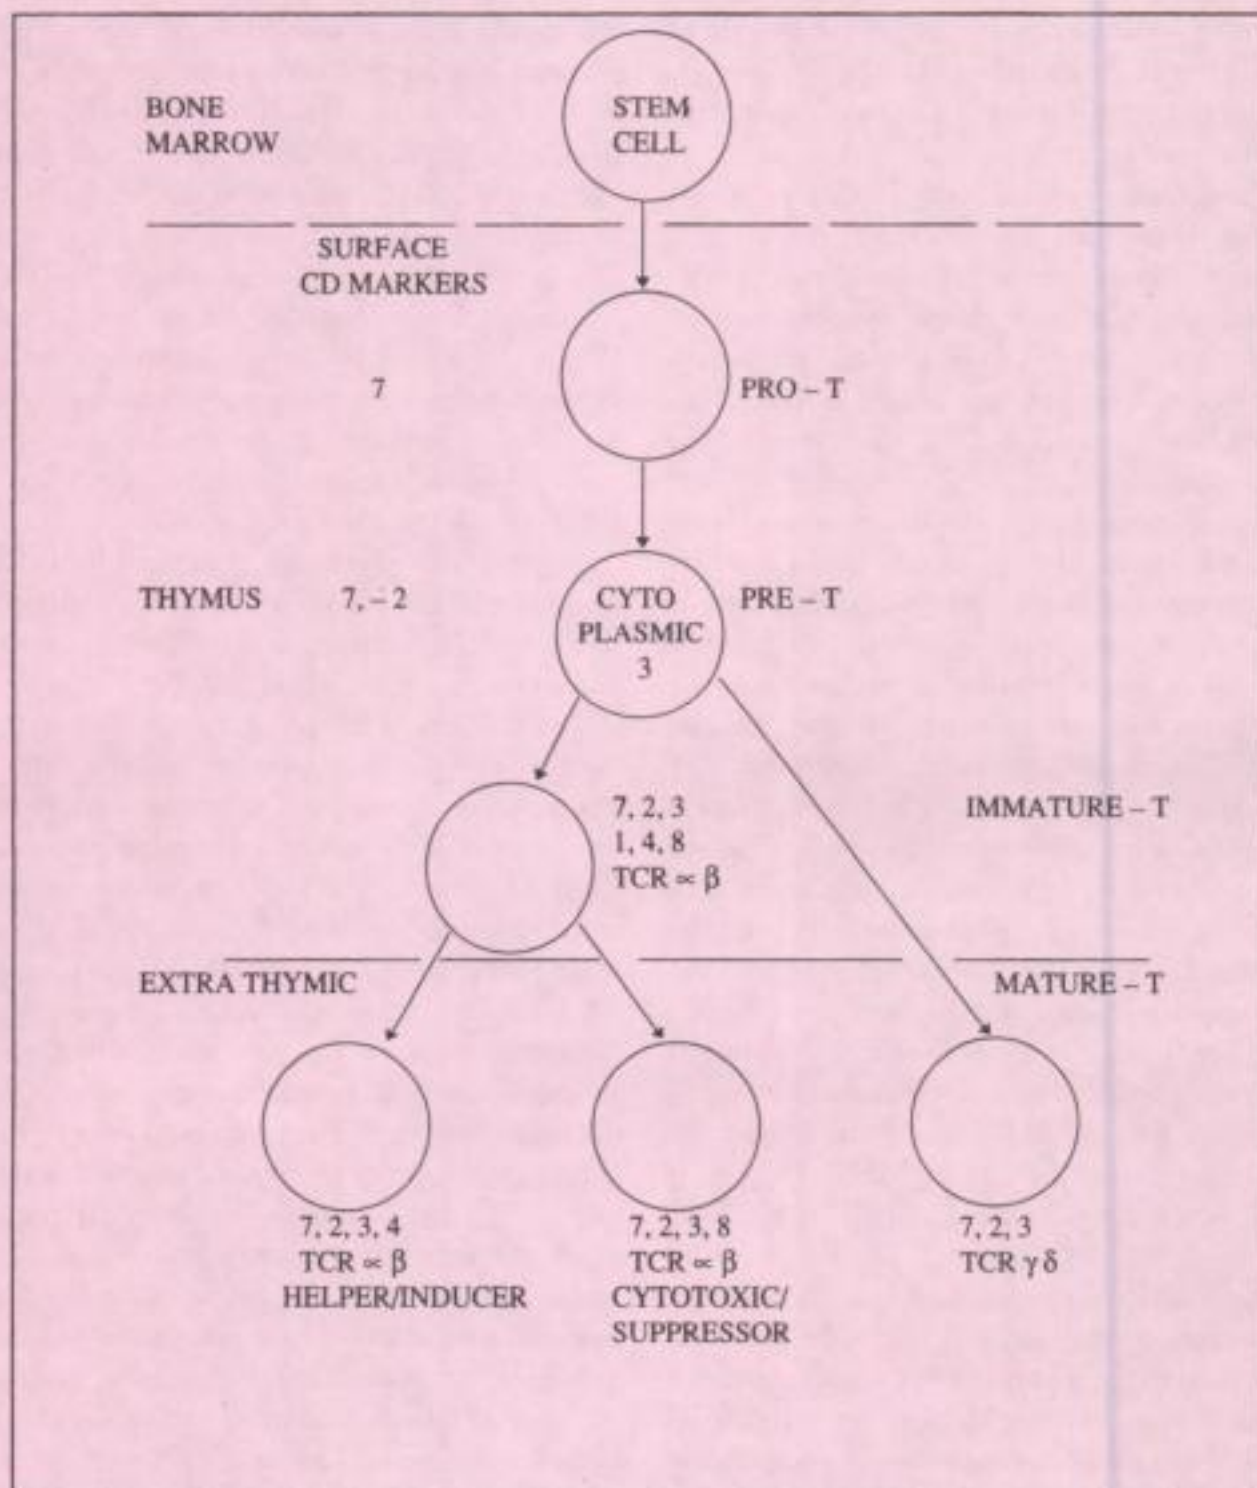 BONE
MARROW
STEM
CELL
SURFACE
CD MARKERS
7
PRO – T
THYMUS
7, – 2
CYTO
PLASMIC
3
PRE – T
7, 2, 3
1, 4, 8
TCR ∝ β
IMMATURE – T
EXTRA THYMIC
MATURE – T
7, 2, 3, 4
TCR ∝ β
HELPER/INDUCER
7, 2, 3, 8
TCR ∝ β
CYTOTOXIC/
SUPPRESSOR
7, 2, 3
TCR γ δ